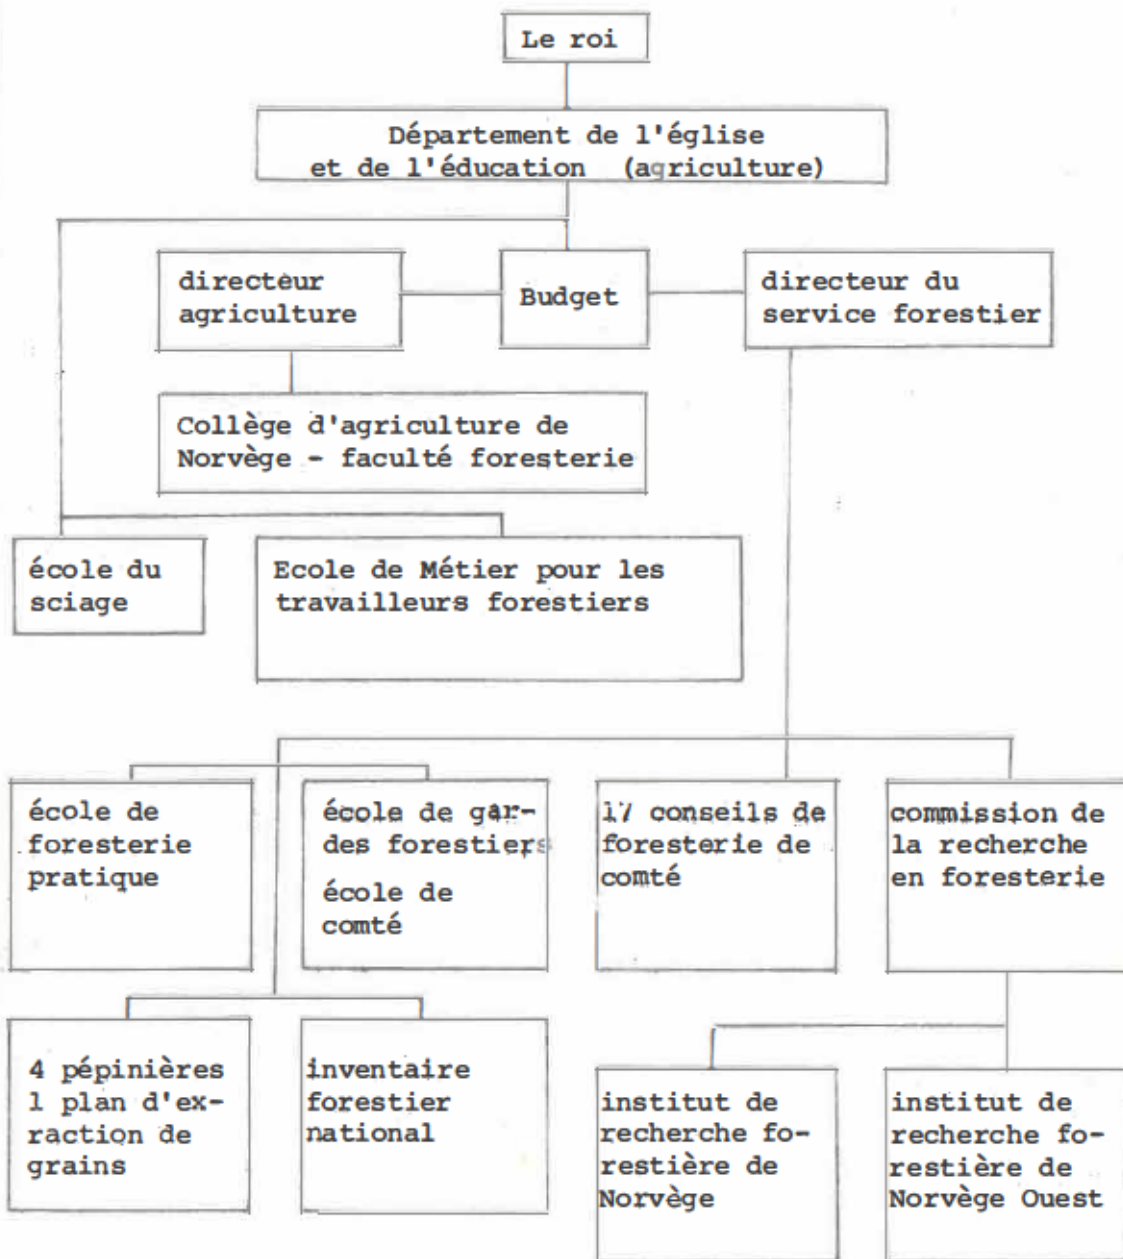 Le roi
Département de l'église
et de l'éducation (agriculture)
directeur
agriculture
Budget
directeur du
service forestier
Collège d'agriculture de
Norvège - faculté foresterie
école du
sciage
Ecole de Métier pour les
travailleurs forestiers
école de
foresterie
pratique
école de gar-
des forestiers
école de
comté
17 conseils de
foresterie de
comté
commission de
la recherche
en foresterie
4 pépinières
1 plan d'ex-
raction de
grains
inventaire
forestier
national
institut de
recherche fo-
restière de
Norvège
institut de
recherche fo-
restière de
Norvège Ouest